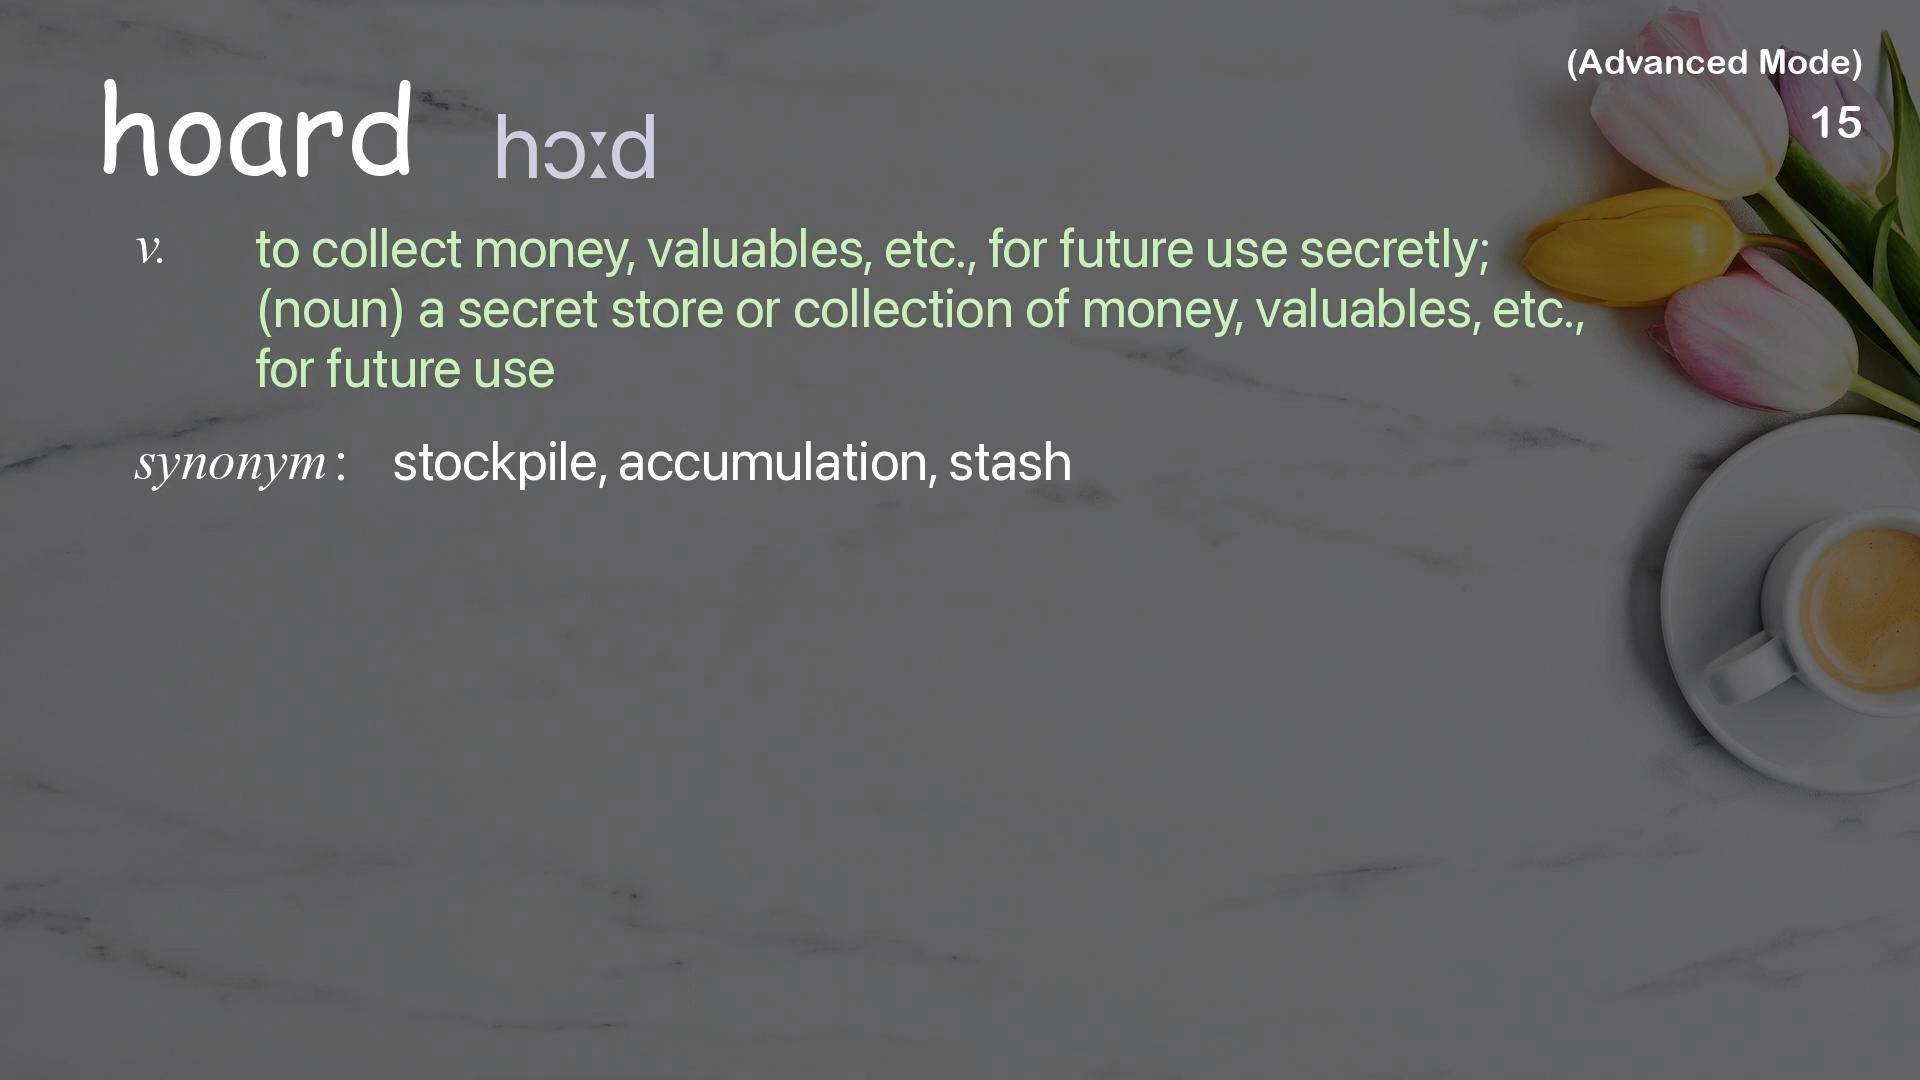 (Advanced Mode)
15
hoard hɔːd
v. to collect money, valuables, etc., for future use secretly;
(noun) a secret store or collection of money, valuables, etc.,
for future use
synonym: stockpile, accumulation, stash